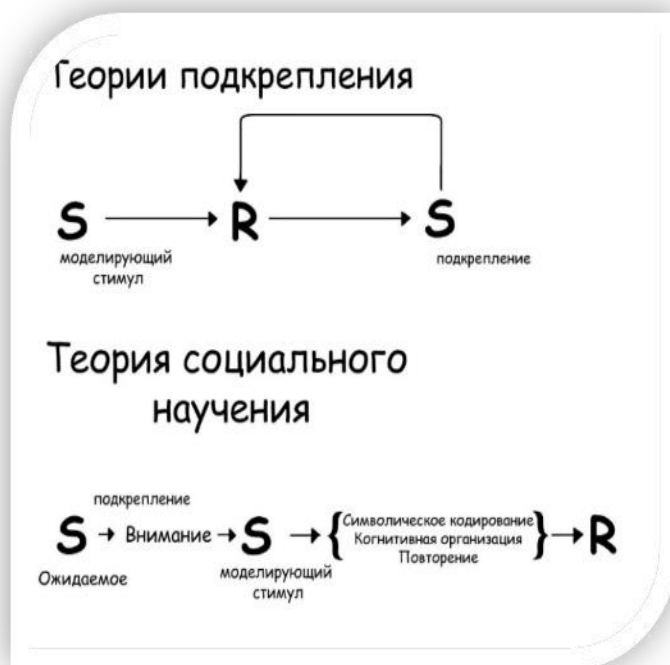 Теории подкрепления
S → R → S
моделирующий
стимул
подкрепление
Теория социального
научения
подкрепление
S → Внимание → S → { Символическое кодирование
Когнитивная организация
Повторение } → R
Ожидаемое
моделирующий
стимул